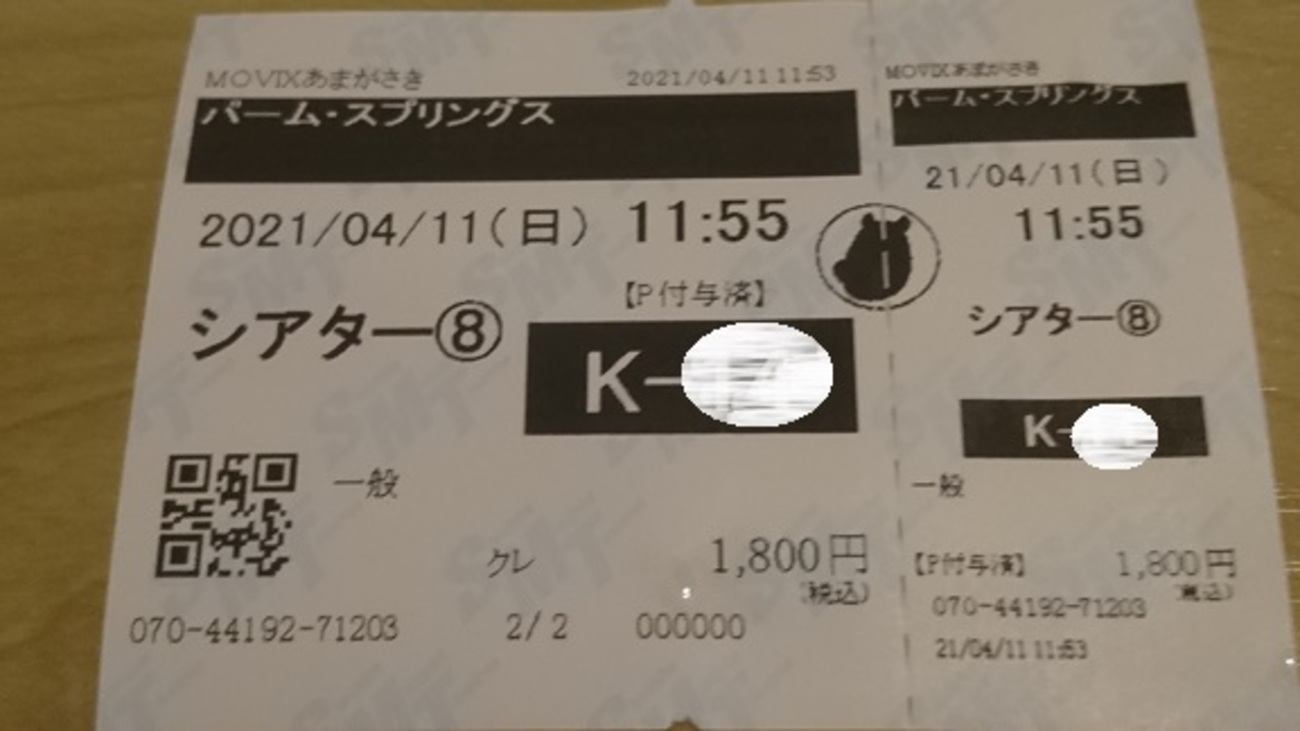 MOVIXあまがさき 2021/04/11 11:53
パーム・スプリングス
2021/04/11(日) 11:55
【P付与済】
シアター⑧
K-
一般
クレ 1,800円
(税込)
070-44192-71203 2/2 000000
MOVIXあまがさき
パーム・スプリングス
21/04/11(日)
11:55
シアター⑧
K-
一般
【P付与済】 1,800円
(税込)
070-44192-71203
21/04/11 11:53
SMT